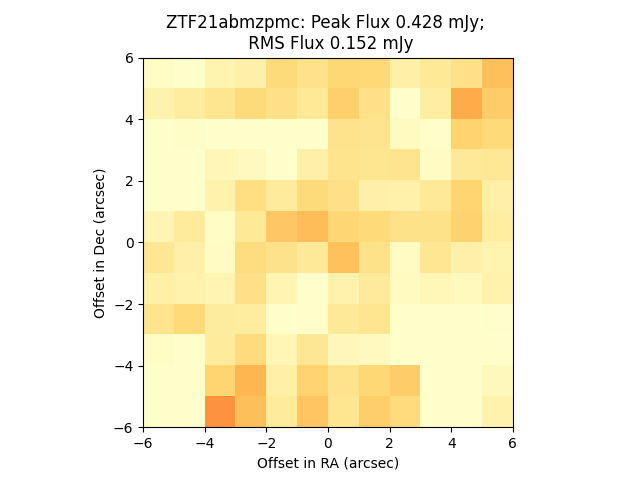 ZTF21abmzpmc: Peak Flux 0.428 mJy;
RMS Flux 0.152 mJy
6
4
2
0
−2
−4
−6
Offset in Dec (arcsec)
−6 −4 −2 0 2 4 6
Offset in RA (arcsec)